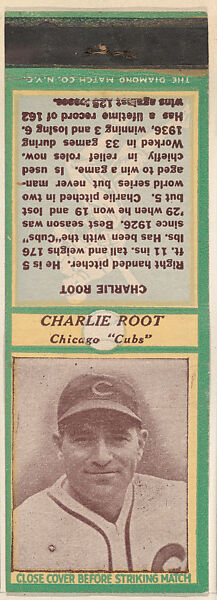 THE DIAMOND MATCH CO. N.Y.C.
CHARLIE ROOT
Right handed pitcher. He is 5
ft. 11 ins. tall and weighs 176
lbs. Has been with the "Cubs"
since 1926. Best season was
'29 when he won 19 and lost
but 5. Charlie pitched in two
world series but never man-
aged to win a game. Is used
chiefly in relief roles, now.
Worked in 33 games during
1936, winning 3 and losing 6.
Has a lifetime record of 162
wins against 125 losses.
CHARLIE ROOT
Chicago "Cubs"
C
C
CLOSE COVER BEFORE STRIKING MATCH